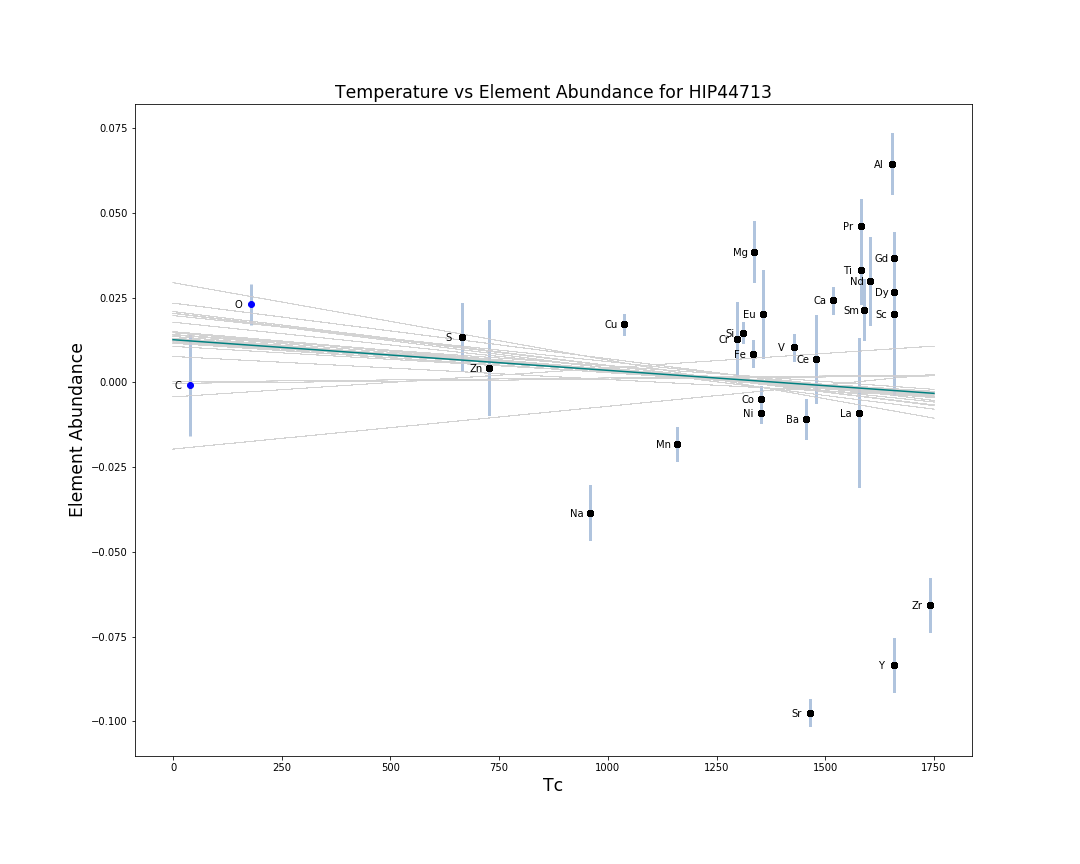 Temperature vs Element Abundance for HIP44713
0.075
Al
0.050
Pr
Mg
Gd
Ti
Nd
0.025
O
Dy
Ca
Sm
Eu
Sc
Cu
Si
S
Cr
V
Fe
Ce
Zn
0.000
C
Co
Ni
La
Ba
Mn
−0.025
Na
−0.050
Zr
−0.075
Y
Sr
−0.100
Element Abundance
0 250 500 750 1000 1250 1500 1750
Tc